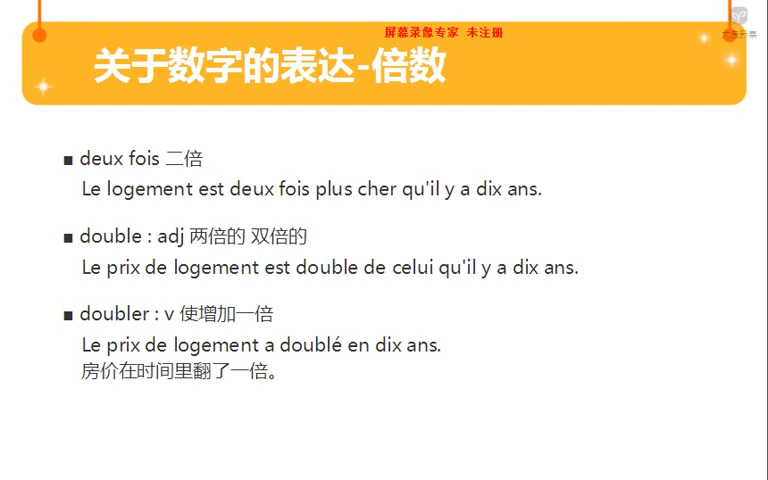 屏幕录像专家 未注册
关于数字的表达-倍数
■ deux fois 二倍
Le logement est deux fois plus cher qu'il y a dix ans.
■ double : adj 两倍的 双倍的
Le prix de logement est double de celui qu'il y a dix ans.
■ doubler : v 使增加一倍
Le prix de logement a doublé en dix ans.
房价在时间里翻了一倍。